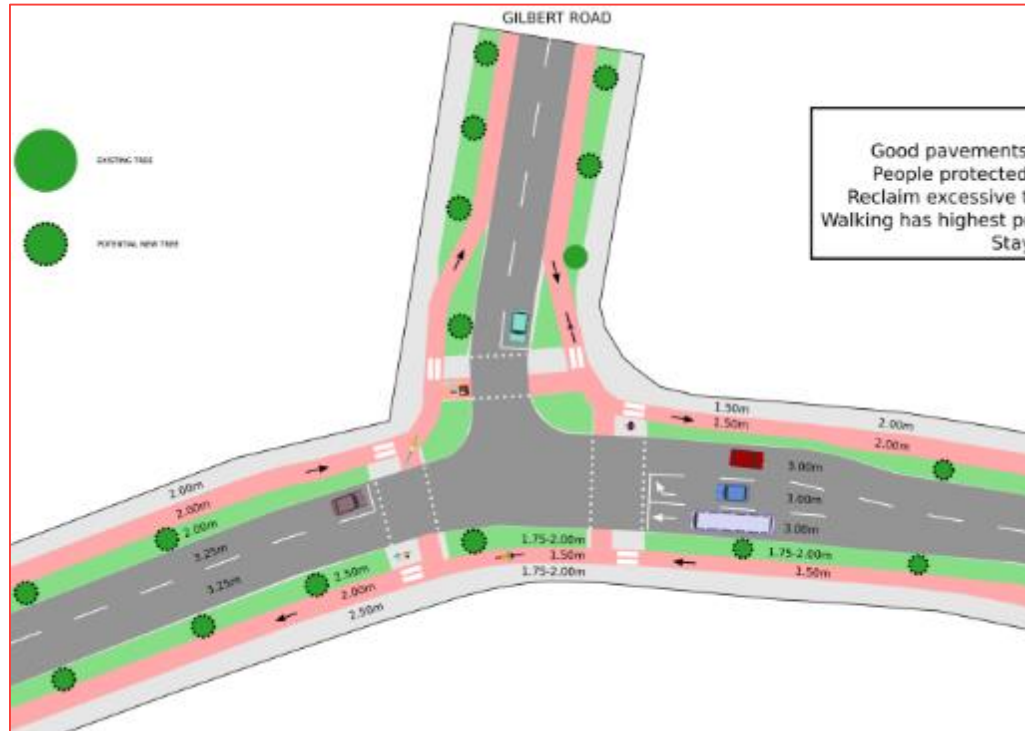 GILBERT ROAD
EXISTING TREE
POTENTIAL NEW TREE
Good pavements
People protected
Reclaim excessive t
Walking has highest p
Stay
1.50m
1.50m
2.00m
2.00m
2.00m
2.00m
2.00m
3.25m
3.25m
3.00m
3.00m
3.00m
2.50m
2.00m
2.50m
1.75-2.00m
1.50m
1.75-2.00m
1.75-2.00m
1.50m